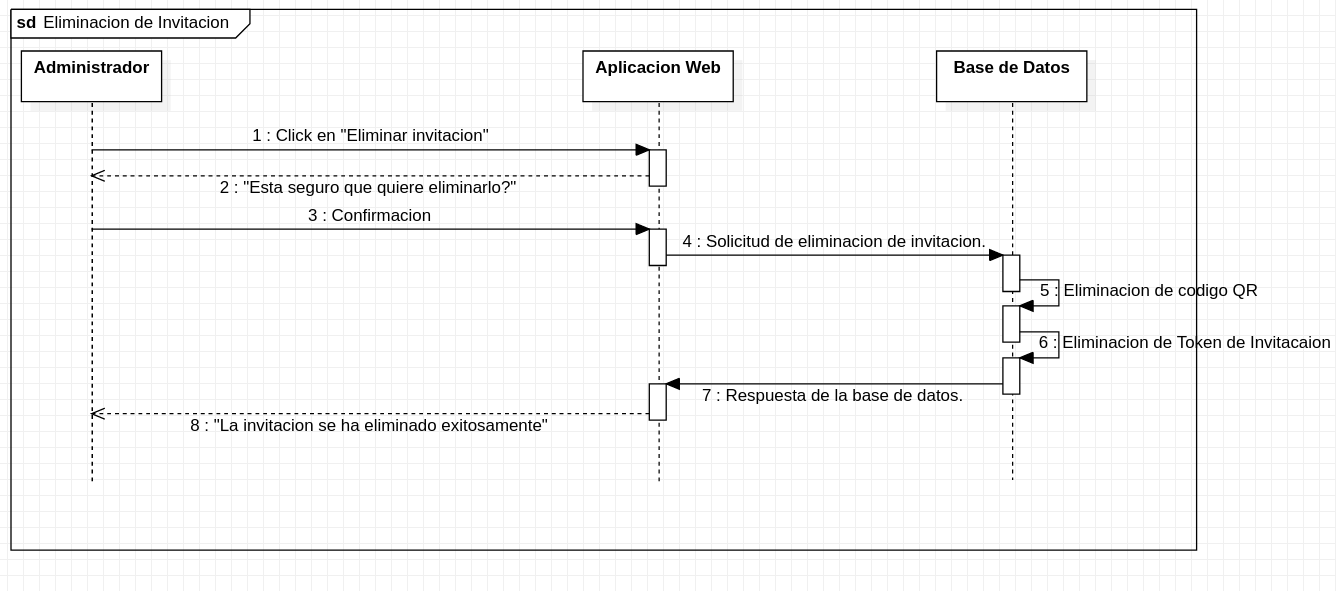 sd Eliminacion de Invitacion
Administrador
Aplicacion Web
Base de Datos
1 : Click en "Eliminar invitacion"
2 : "Esta seguro que quiere eliminarlo?"
3 : Confirmacion
4 : Solicitud de eliminacion de invitacion.
5 : Eliminacion de codigo QR
6 : Eliminacion de Token de Invitacaion
7 : Respuesta de la base de datos.
8 : "La invitacion se ha eliminado exitosamente"